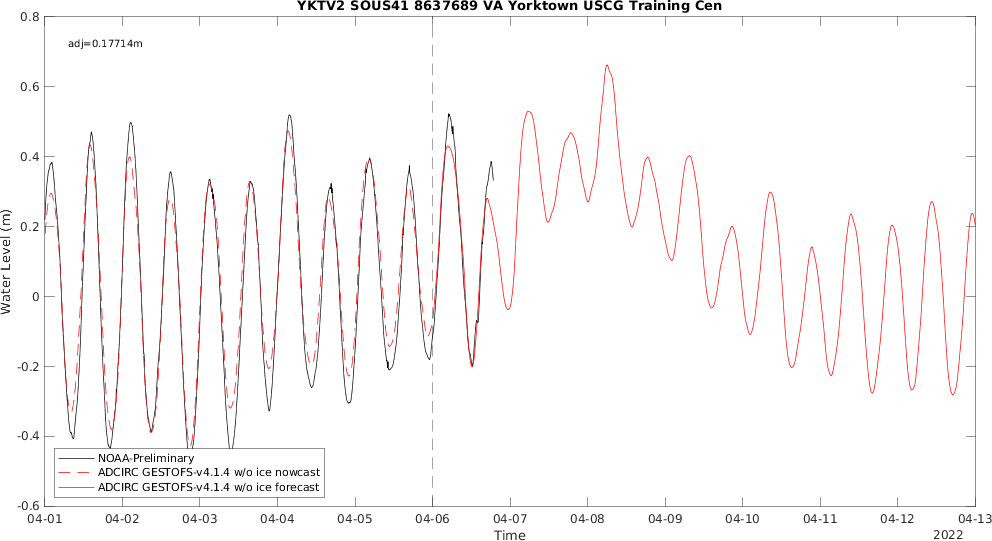 YKTV2 SOUS41 8637689 VA Yorktown USCG Training Cen
adj=0.17714m
0.8
0.6
0.4
0.2
0
-0.2
-0.4
-0.6
Water Level (m)
NOAA-Preliminary
ADCIRC GESTOFS-v4.1.4 w/o ice nowcast
ADCIRC GESTOFS-v4.1.4 w/o ice forecast
04-01 04-02 04-03 04-04 04-05 04-06 04-07 04-08 04-09 04-10 04-11 04-12 04-13
Time
2022